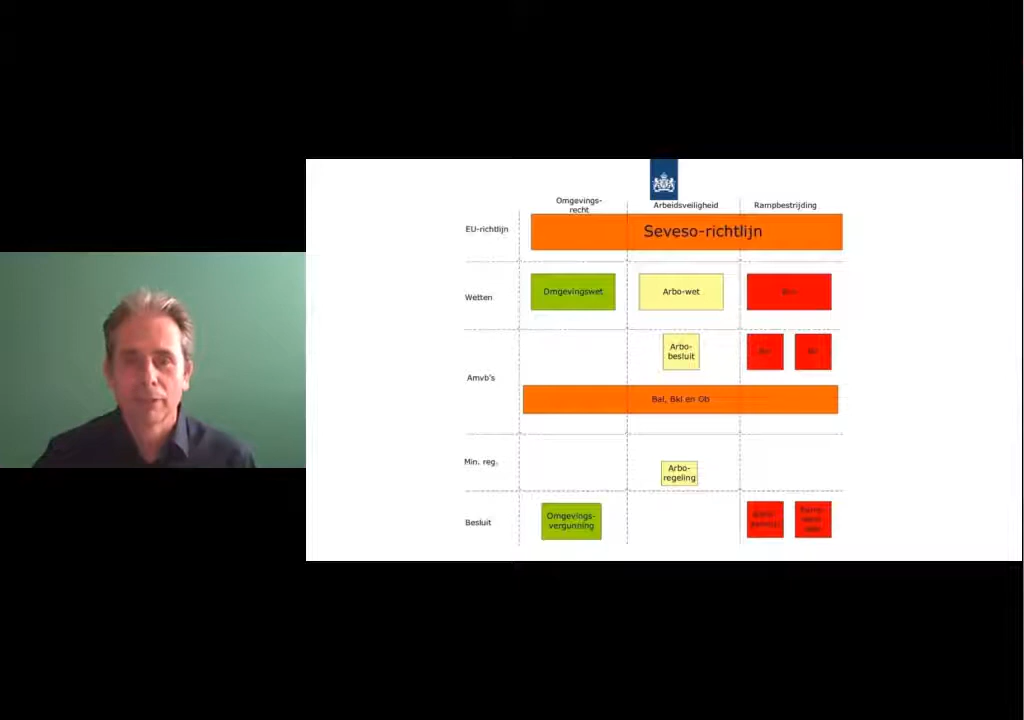 Omgevings-
recht
Arbeidsveiligheid
Rampbestrijding
EU-richtlijn
Seveso-richtlijn
Wetten
Omgevingswet
Arbo-wet
Amvb's
Arbo-
besluit
Bal, Bkl en Ob
Min. reg.
Arbo-
regeling
Besluit
Omgevings-
vergunning